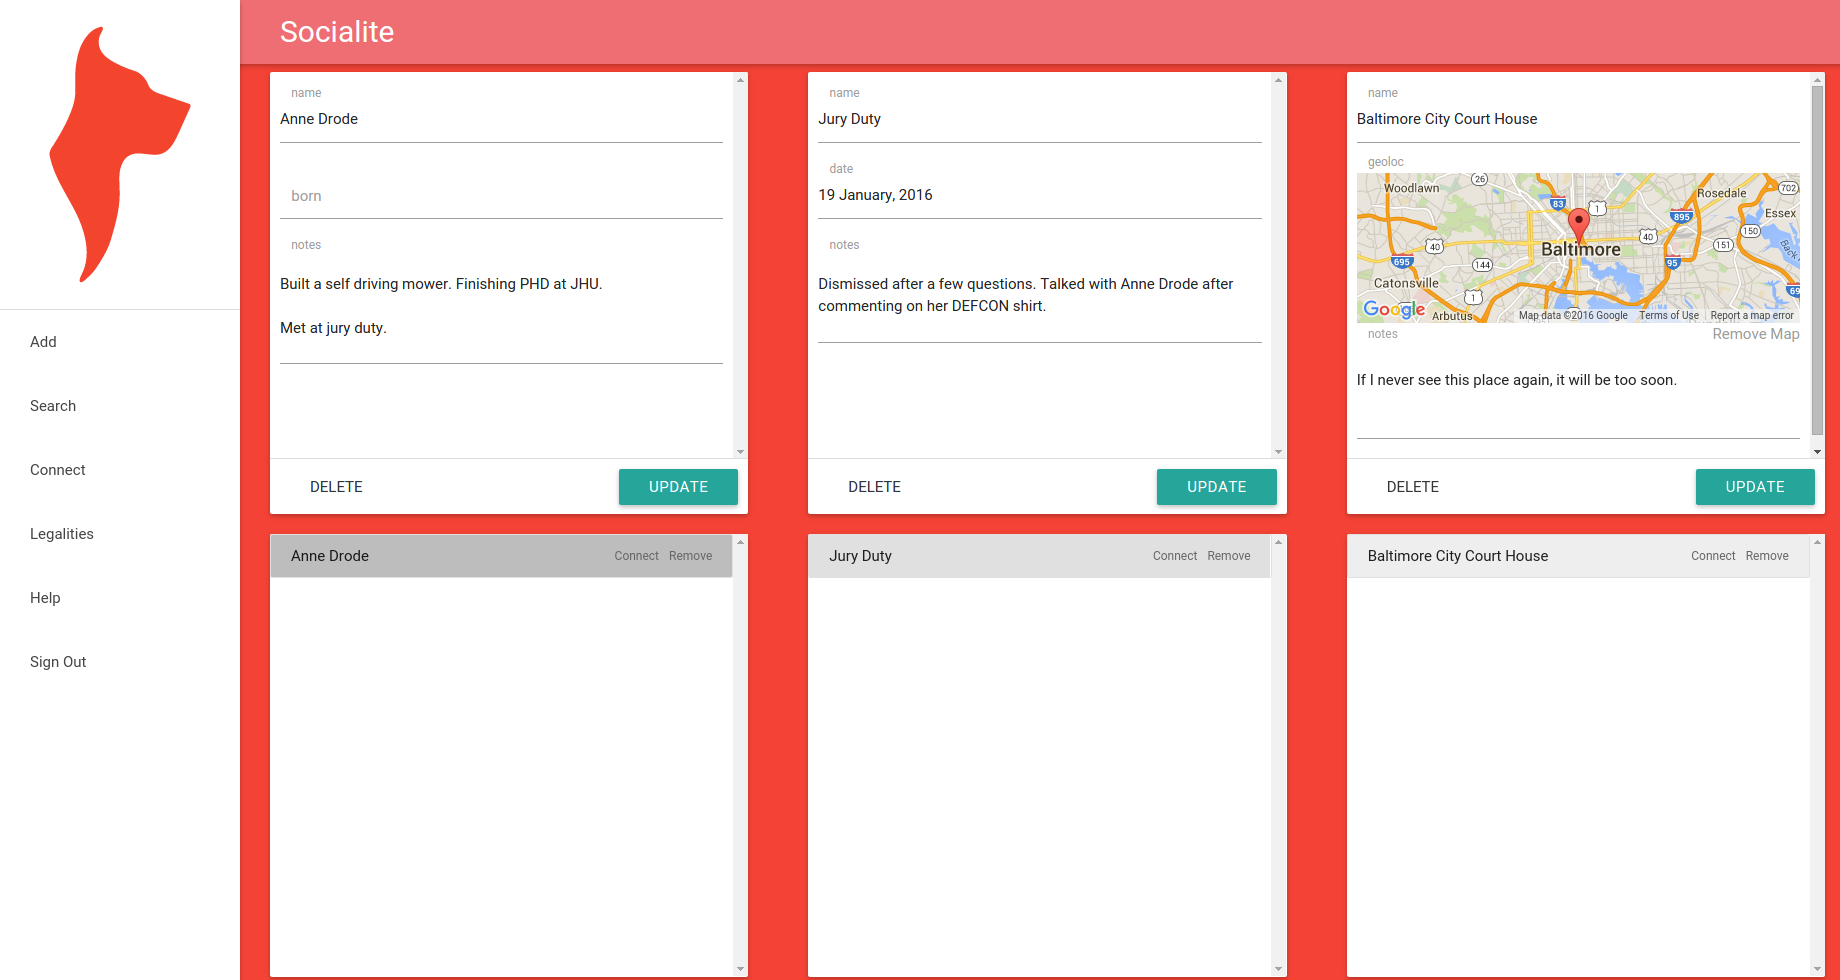 Socialite
Add
Search
Connect
Legalities
Help
Sign Out
name
Anne Drode
born
notes
Built a self driving mower. Finishing PHD at JHU.
Met at jury duty.
DELETE
UPDATE
name
Jury Duty
date
19 January, 2016
notes
Dismissed after a few questions. Talked with Anne Drode after
commenting on her DEFCON shirt.
DELETE
UPDATE
name
Baltimore City Court House
geoloc
Woodlawn
26
Rosedale
702
83
1
895
Essex
40
40
151
150
Baltimore
Back
695
144
95
Catonsville
1
69
Google
Arbutus
Map data ©2016 Google
Terms of Use
Report a map error
notes
Remove Map
If I never see this place again, it will be too soon.
DELETE
UPDATE
Anne Drode
Connect Remove
Jury Duty
Connect Remove
Baltimore City Court House
Connect Remove